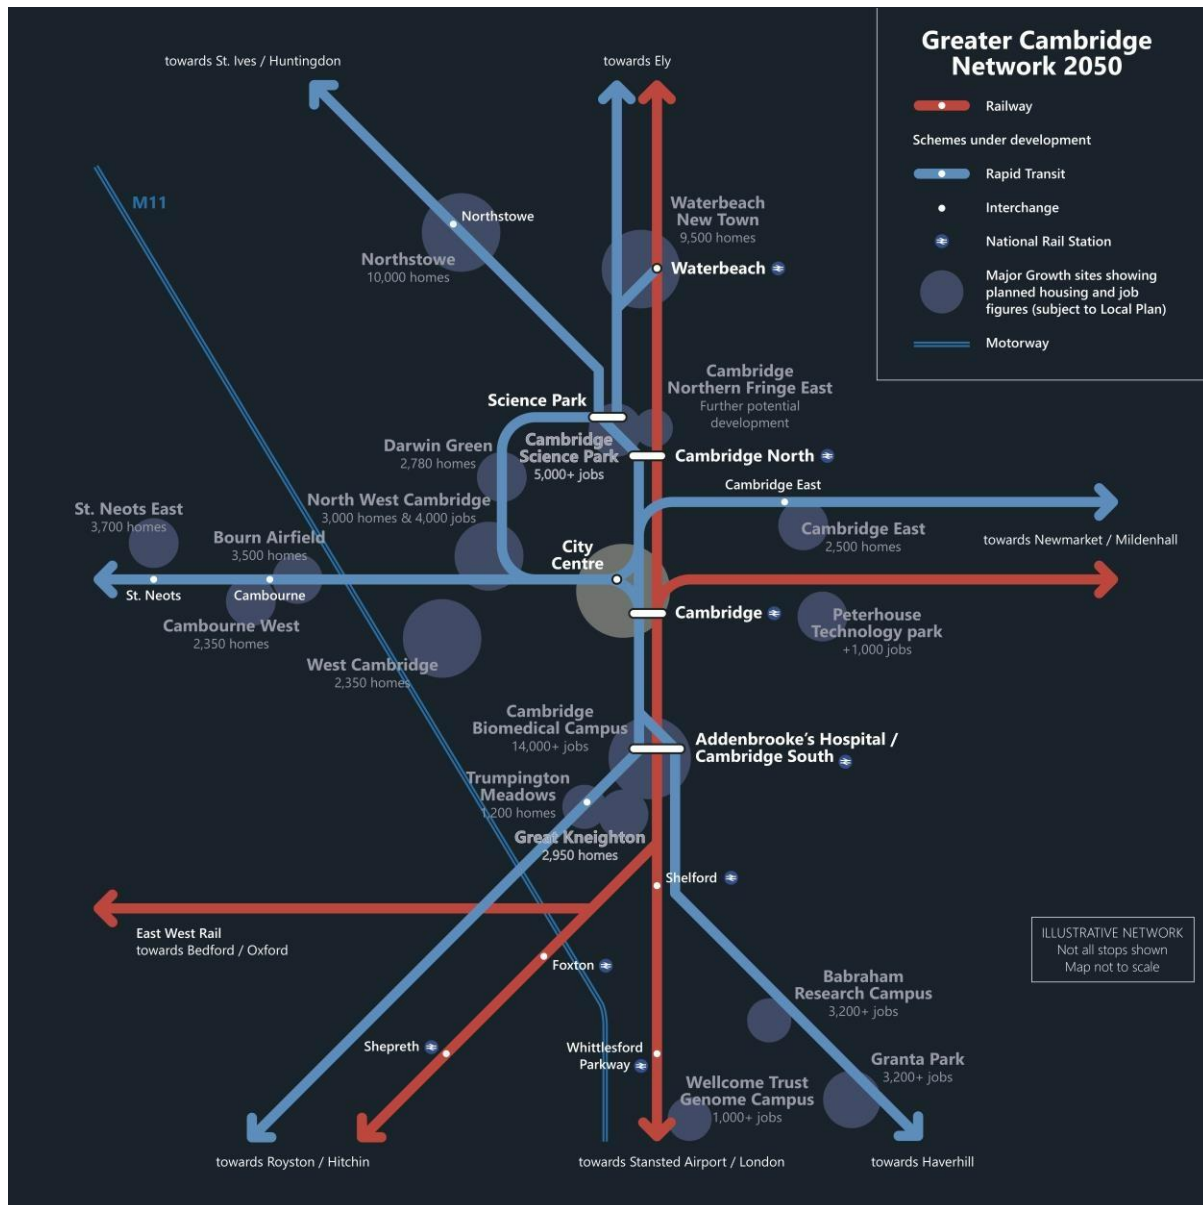 Greater Cambridge
Network 2050
Railway
Schemes under development
Rapid Transit
Interchange
National Rail Station
Major Growth sites showing
planned housing and job
figures (subject to Local Plan)
Motorway
towards St. Ives / Huntingdon
towards Ely
M11
Northstowe
Northstowe
10,000 homes
Waterbeach
New Town
9,500 homes
Waterbeach
Science Park
Cambridge
Northern Fringe East
Further potential
development
Darwin Green
2,780 homes
Cambridge
Science Park
5,000+ jobs
Cambridge North
North West Cambridge
3,000 homes & 4,000 jobs
Cambridge East
Cambridge East
2,500 homes
towards Newmarket / Mildenhall
St. Neots East
3,700 homes
Bourn Airfield
3,500 homes
City
Centre
St. Neots
Cambourne
Cambourne West
2,350 homes
Cambridge
Peterhouse
Technology park
+1,000 jobs
West Cambridge
2,350 homes
Cambridge
Biomedical Campus
14,000+ jobs
Addenbrooke's Hospital /
Cambridge South
Trumpington
Meadows
1,200 homes
Great Kneighton
2,950 homes
Shelford
East West Rail
towards Bedford / Oxford
Foxton
ILLUSTRATIVE NETWORK
Not all stops shown
Map not to scale
Babraham
Research Campus
3,200+ jobs
Shepreth
Whittlesford
Parkway
Granta Park
3,200+ jobs
Wellcome Trust
Genome Campus
1,000+ jobs
towards Royston / Hitchin
towards Stansted Airport / London
towards Haverhill